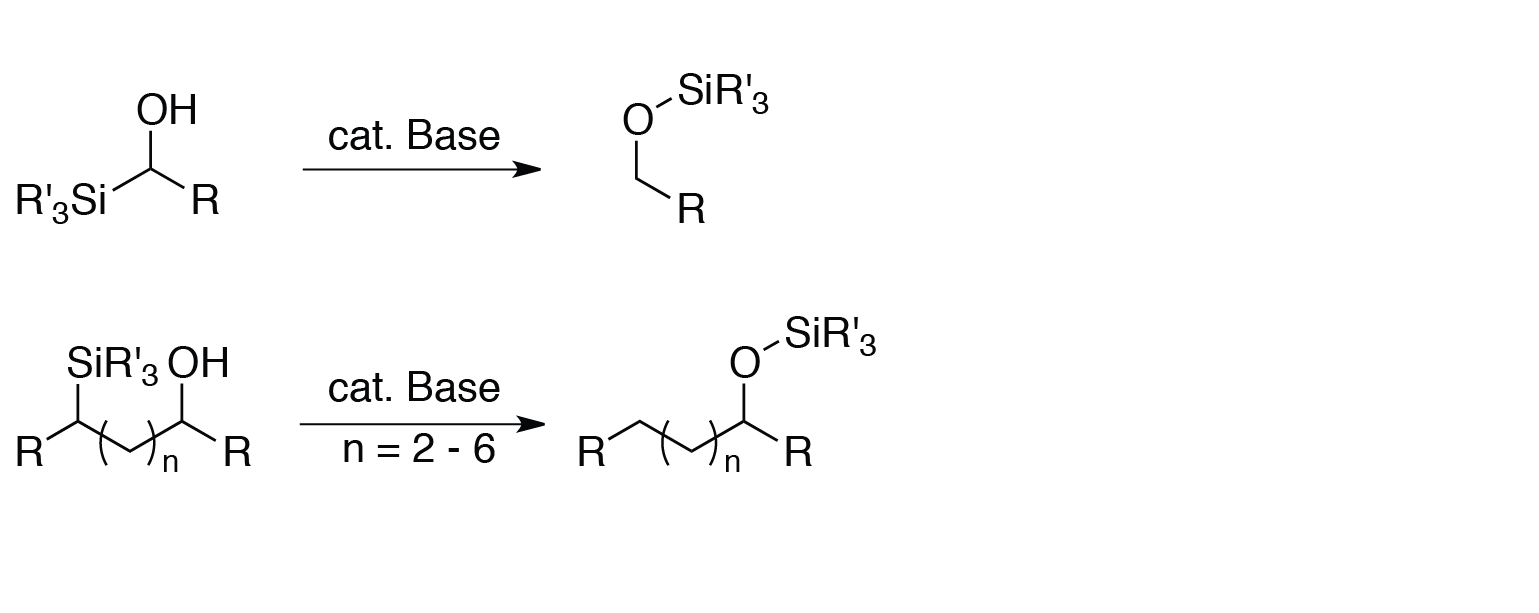 OH
cat. Base
R'3Si
R
O
SiR'3
R
SiR'3
OH
R
( )n
R
cat. Base
n = 2 - 6
O
SiR'3
R
( )n
R